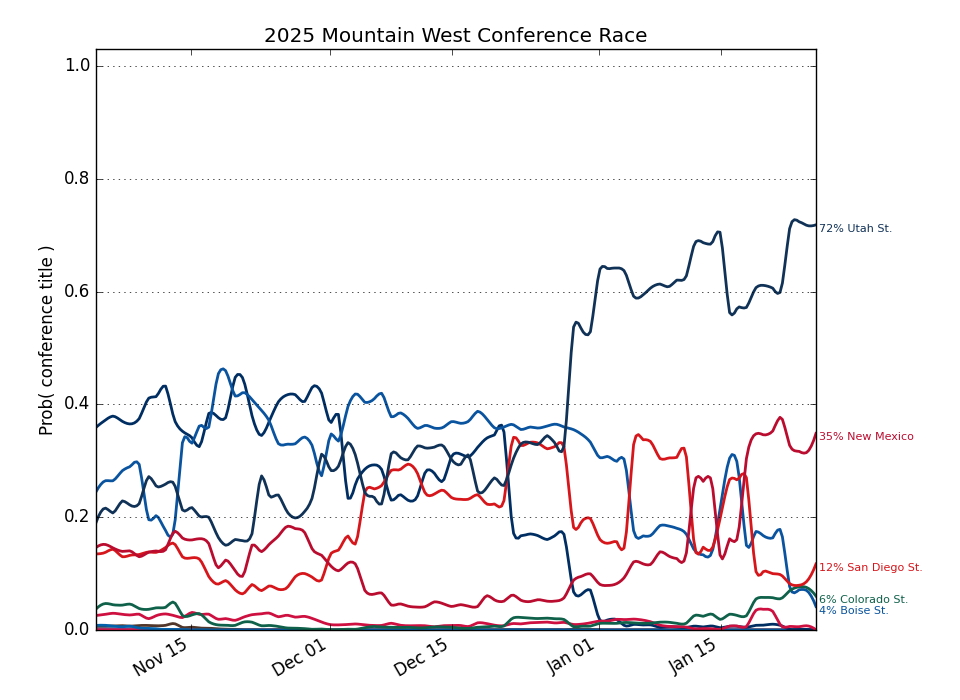 2025 Mountain West Conference Race
1.0
0.8
0.6
0.4
0.2
0.0
Prob( conference title )
72% Utah St.
35% New Mexico
12% San Diego St.
6% Colorado St.
4% Boise St.
Nov 15
Dec 01
Dec 15
Jan 01
Jan 15